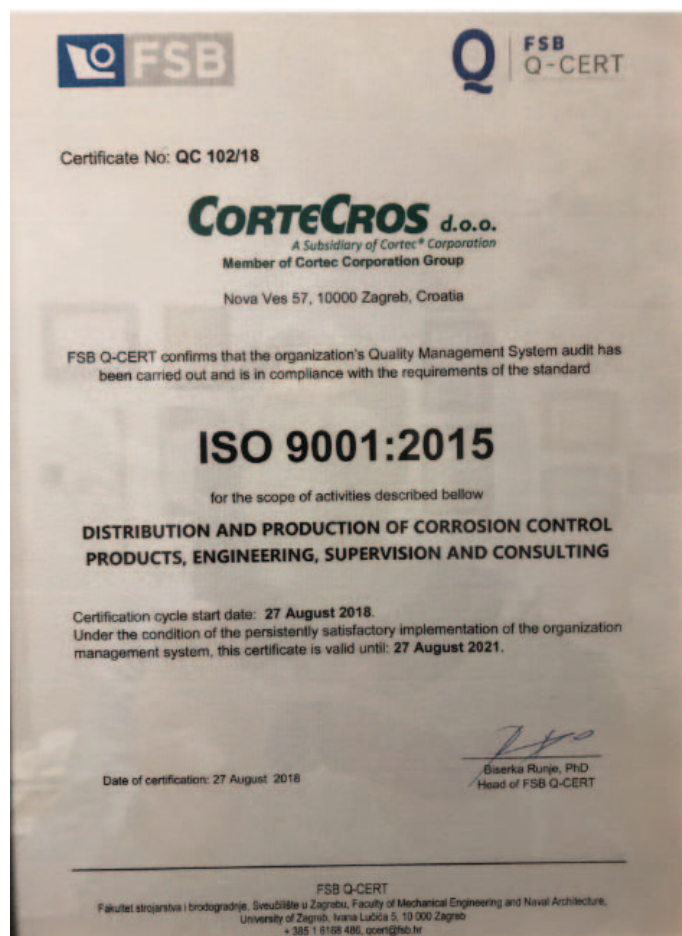 FSB
FSB
Q-CERT
Certificate No: QC 102/18
CORTECROS d.o.o.
A Subsidiary of Cortec® Corporation
Member of Cortec Corporation Group
Nova Ves 57, 10000 Zagreb, Croatia
FSB Q-CERT confirms that the organization's Quality Management System audit has
been carried out and is in compliance with the requirements of the standard
ISO 9001:2015
for the scope of activities described bellow
DISTRIBUTION AND PRODUCTION OF CORROSION CONTROL
PRODUCTS, ENGINEERING, SUPERVISION AND CONSULTING
Certification cycle start date: 27 August 2018.
Under the condition of the persistently satisfactory implementation of the organization
management system, this certificate is valid until: 27 August 2021.
Date of certification: 27 August 2018
Biserka Runje, PhD
Head of FSB Q-CERT
FSB Q-CERT
Fakultet strojarstva i brodogradnje, Sveučilište u Zagrebu, Faculty of Mechanical Engineering and Naval Architecture,
University of Zagreb, Ivana Lučića 5, 10 000 Zagreb
+ 385 1 6168 486, qcert@fsb.hr